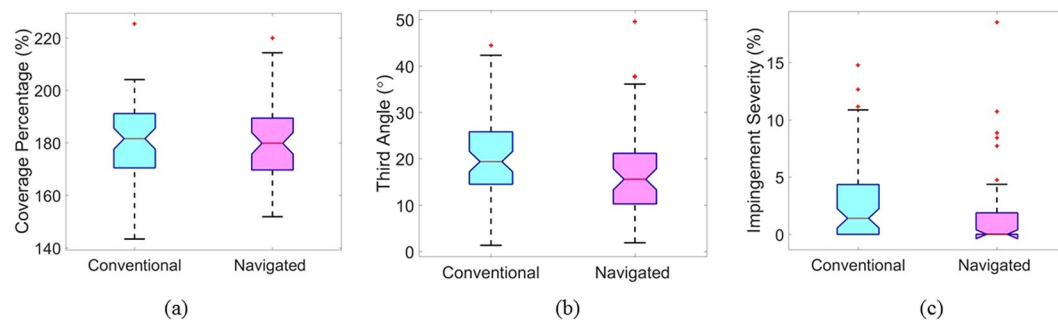 Coverage Percentage (%)
220
200
180
160
140
Conventional Navigated
(a)
Third Angle (°)
50
40
30
20
10
0
Conventional Navigated
(b)
Impingement Severity (%)
15
10
5
0
Conventional Navigated
(c)